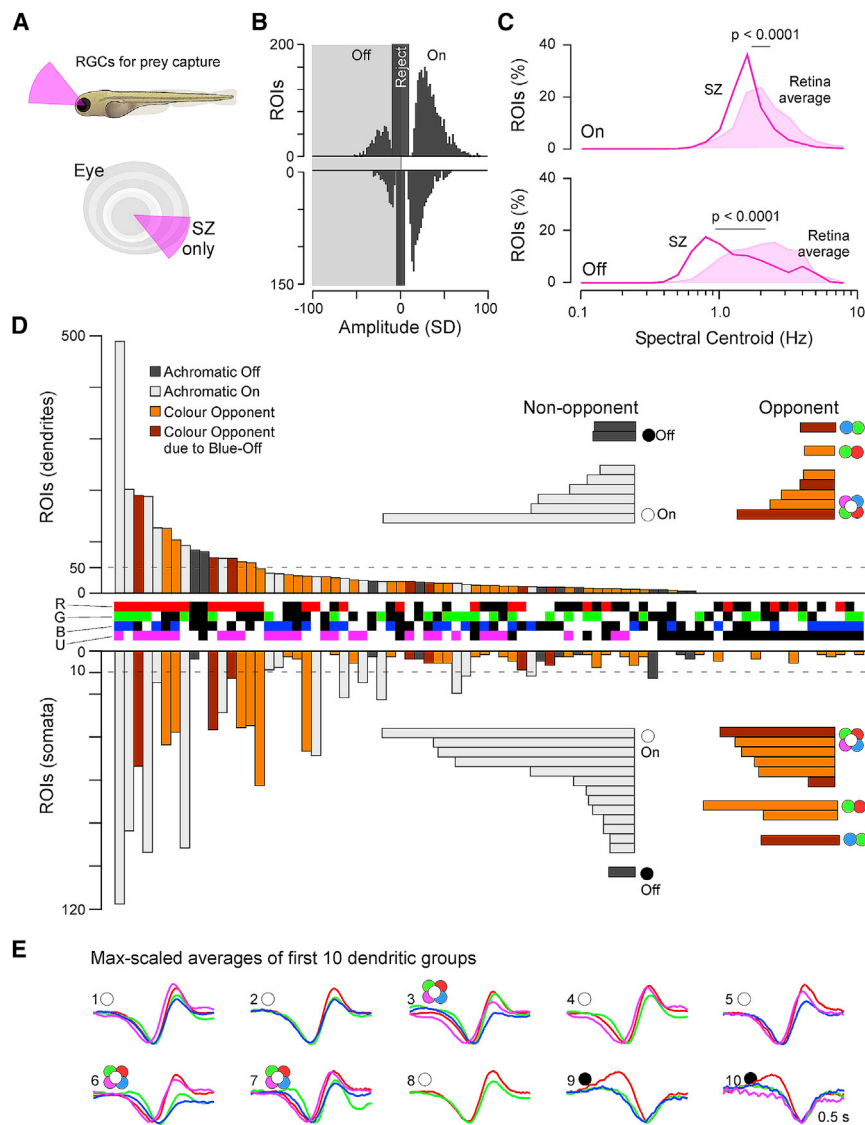 A
RGCs for prey capture
Eye
SZ
only
B
200
Off
On
Reject
ROIs
0
0
150
-100
0
100
Amplitude (SD)
C
p < 0.0001
40
ROIs (%)
20
0
SZ
Retina
average
On
p < 0.0001
40
ROIs (%)
20
0
SZ
Retina
average
Off
0.1
1.0
10
Spectral Centroid (Hz)
D
500
Achromatic Off
Achromatic On
Colour Opponent
Colour Opponent
due to Blue-Off
Non-opponent
Opponent
Off
On
ROIs (dendrites)
50
0
R
G
B
U
0
10
ROIs (somata)
120
On
Off
E
Max-scaled averages of first 10 dendritic groups
1
2
3
4
5
6
7
8
9
10
0.5 s